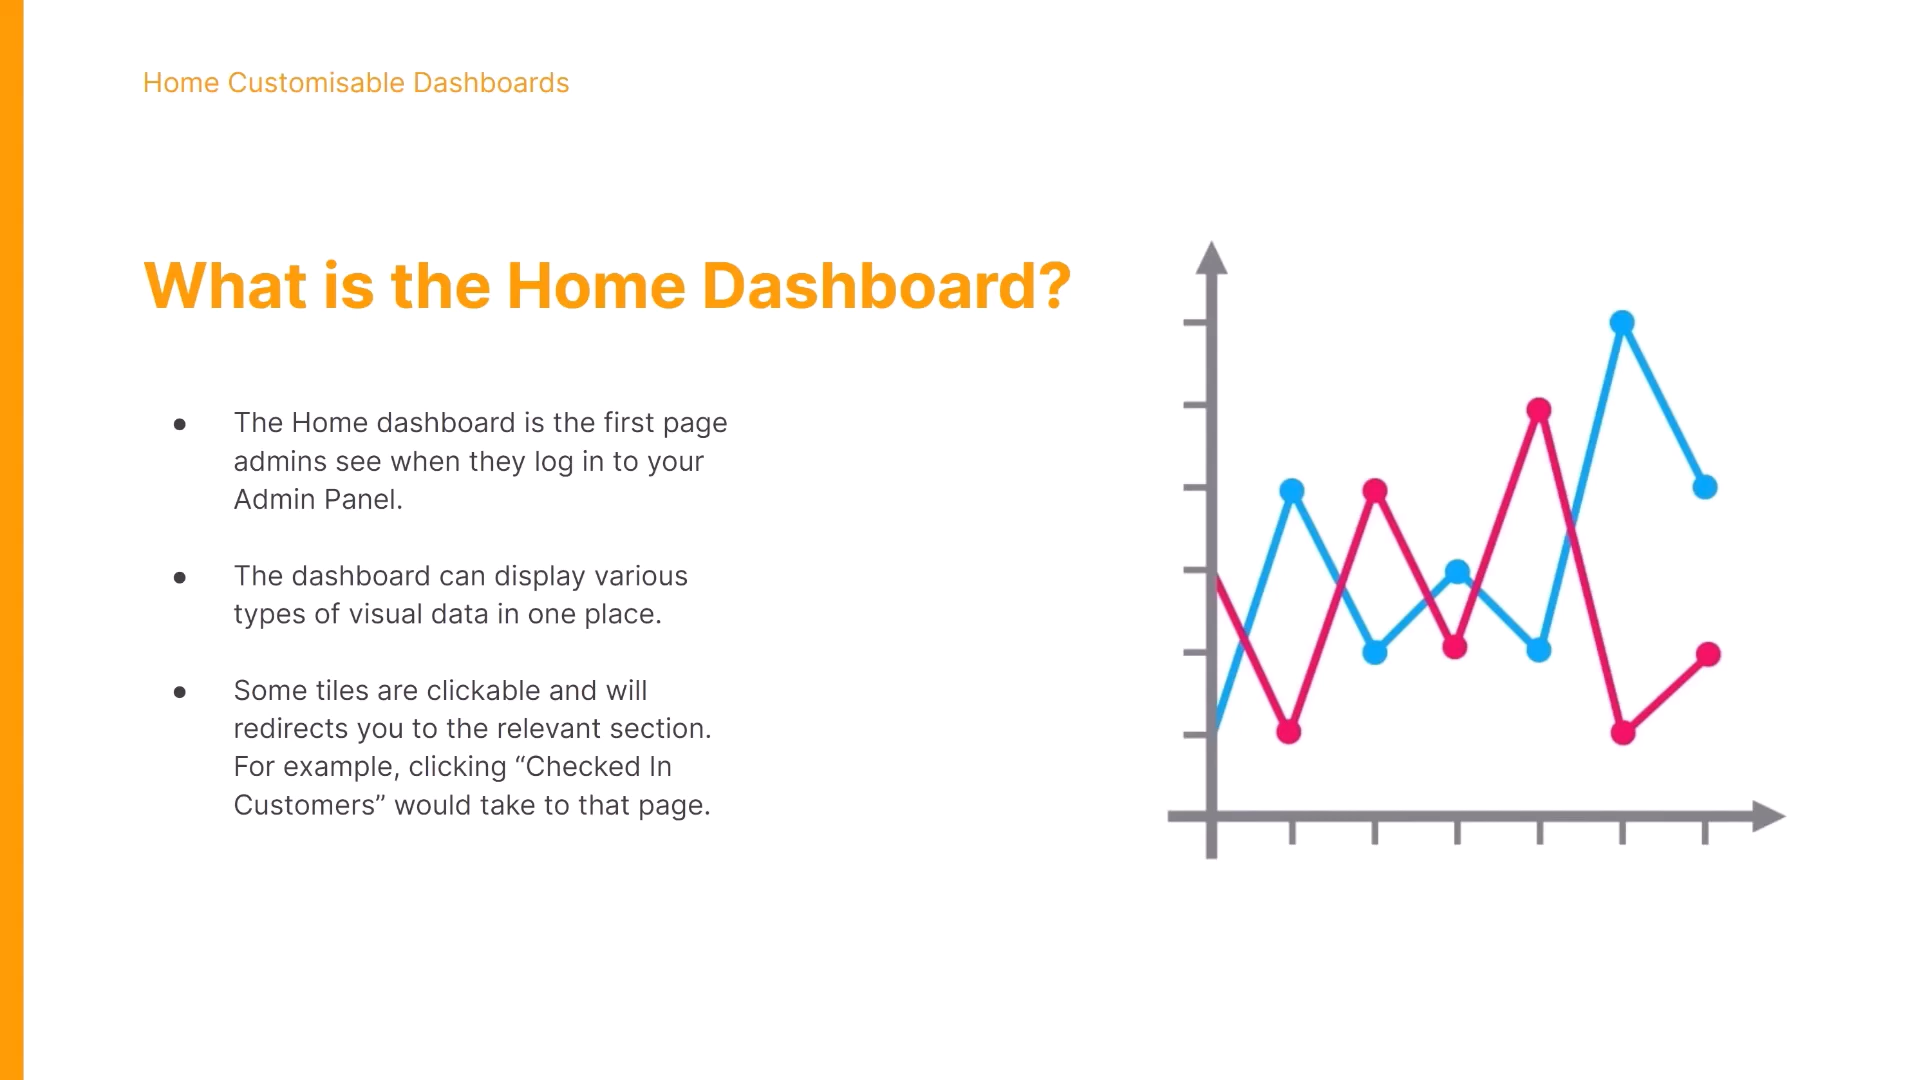 Home Customisable Dashboards
What is the Home Dashboard?
● The Home dashboard is the first page
admins see when they log in to your
Admin Panel.
● The dashboard can display various
types of visual data in one place.
● Some tiles are clickable and will
redirects you to the relevant section.
For example, clicking “Checked In
Customers” would take to that page.